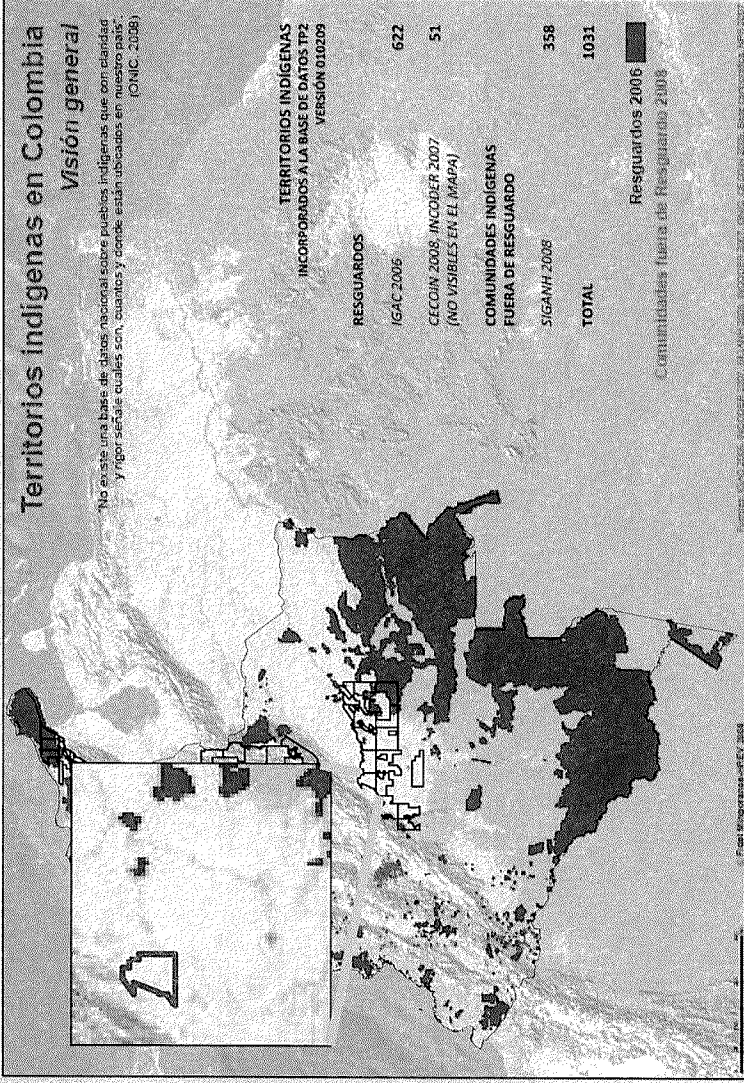 Territorios indígenas en Colombia
Visión general
"No existe una base de datos nacional sobre pueblos indígenas que con claridad
y rigor señale cuales son, cuantos y donde están ubicados en nuestro país"
(ONIC, 2008)
TERRITORIOS INDÍGENAS
INCORPORADOS A LA BASE DE DATOS TP2
VERSIÓN 010209
RESGUARDOS
IGAC 2006 622
CECOIN 2008, INCODER 2007 51
(NO VISIBLES EN EL MAPA)
COMUNIDADES INDÍGENAS
FUERA DE RESGUARDO
SIGANH 2008 358
TOTAL 1031
Resguardos 2006
Comunidades fuera de Resguardo 2008